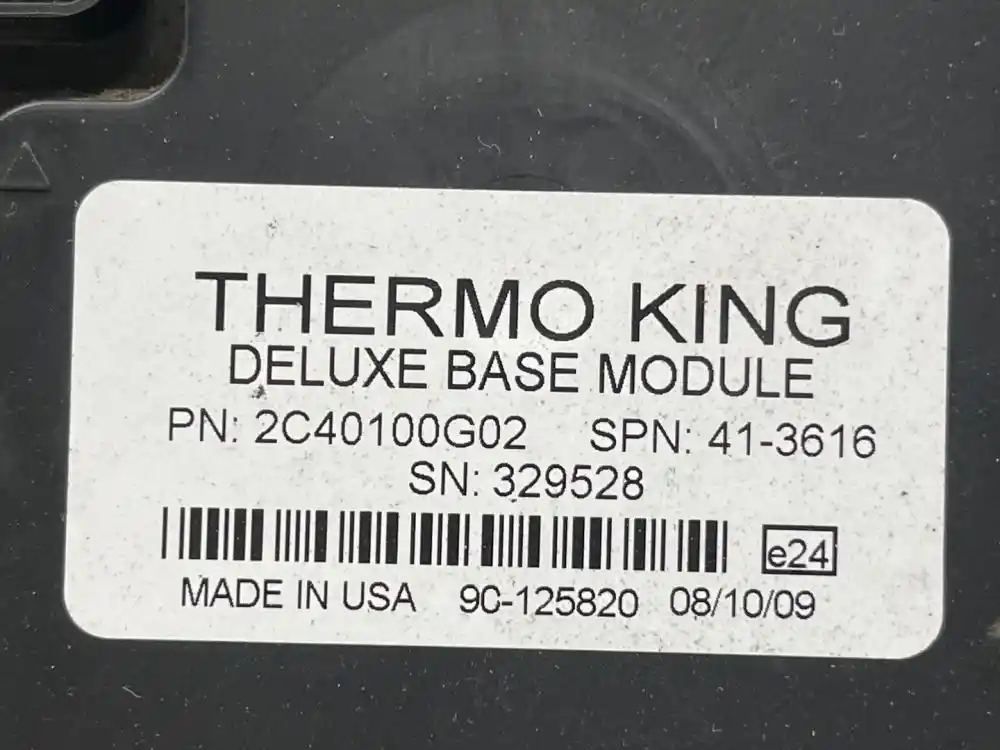 THERMO KING
DELUXE BASE MODULE
PN: 2C40100G02 SPN: 41-3616
SN: 329528
e24
MADE IN USA 9C-125820 08/10/09